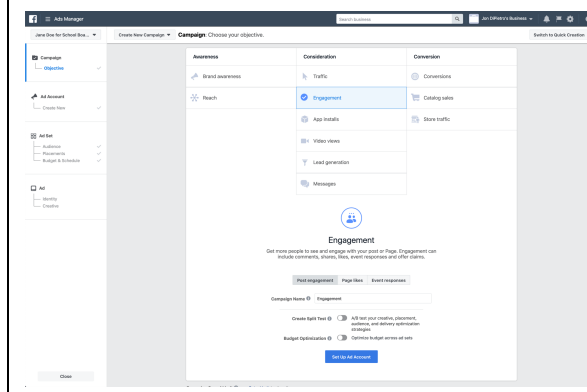 Ads Manager
Search business
Jan DiPietro's Business
Jane Doe for School Boa...
Create New Campaign
Campaign: Choose your objective.
Switch to Quick Creation
Campaign
Objective
Ad Account
Create New
Ad Set
Audience
Placements
Budget & Schedule
Ad
Identity
Creative
Close
Awareness
Consideration
Conversion
Brand awareness
Traffic
Conversions
Reach
Engagement
Catalog sales
App installs
Store traffic
Video views
Lead generation
Messages
Engagement
Get more people to see and engage with your post or Page. Engagement can
include comments, shares, likes, event responses and offer claims.
Post engagement
Page likes
Event responses
Campaign Name
Engagement
Create Split Test
A/B test your creative, placement,
audience, and delivery optimization
strategies
Budget Optimization
Optimize budget across ad sets
Set Up Ad Account